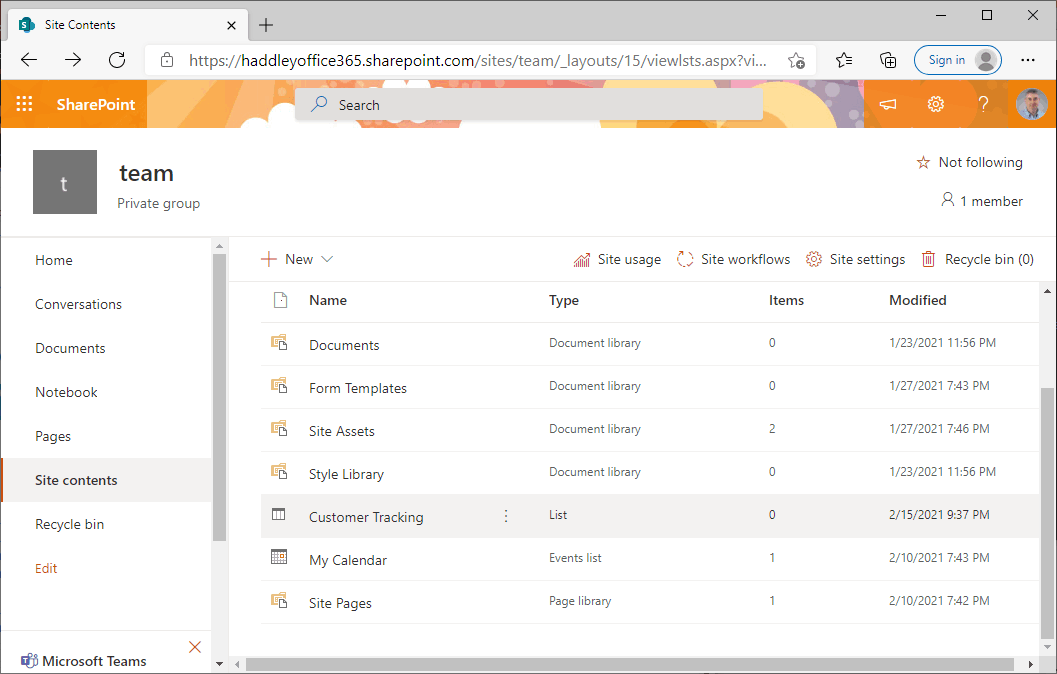 Site Contents
https://haddleyoffice365.sharepoint.com/sites/team/_layouts/15/viewlsts.aspx?vi...
Sign in
SharePoint
Search
t
team
Private group
Not following
1 member
Home
Conversations
Documents
Notebook
Pages
Site contents
Recycle bin
Edit
Microsoft Teams
New
Site usage
Site workflows
Site settings
Recycle bin (0)
Name Type Items Modified
Documents Document library 0 1/23/2021 11:56 PM
Form Templates Document library 0 1/27/2021 7:43 PM
Site Assets Document library 2 1/27/2021 7:46 PM
Style Library Document library 0 1/23/2021 11:56 PM
Customer Tracking List 0 2/15/2021 9:37 PM
My Calendar Events list 1 2/10/2021 7:43 PM
Site Pages Page library 1 2/10/2021 7:42 PM